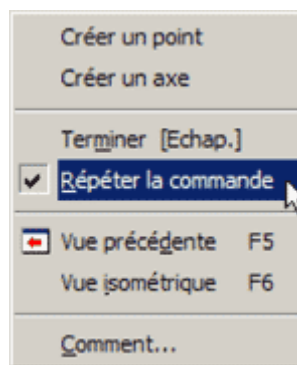 Créer un point
Créer un axe
Terminer [Echap.]
Répéter la commande
Vue précédente F5
Vue isométrique F6
Comment...